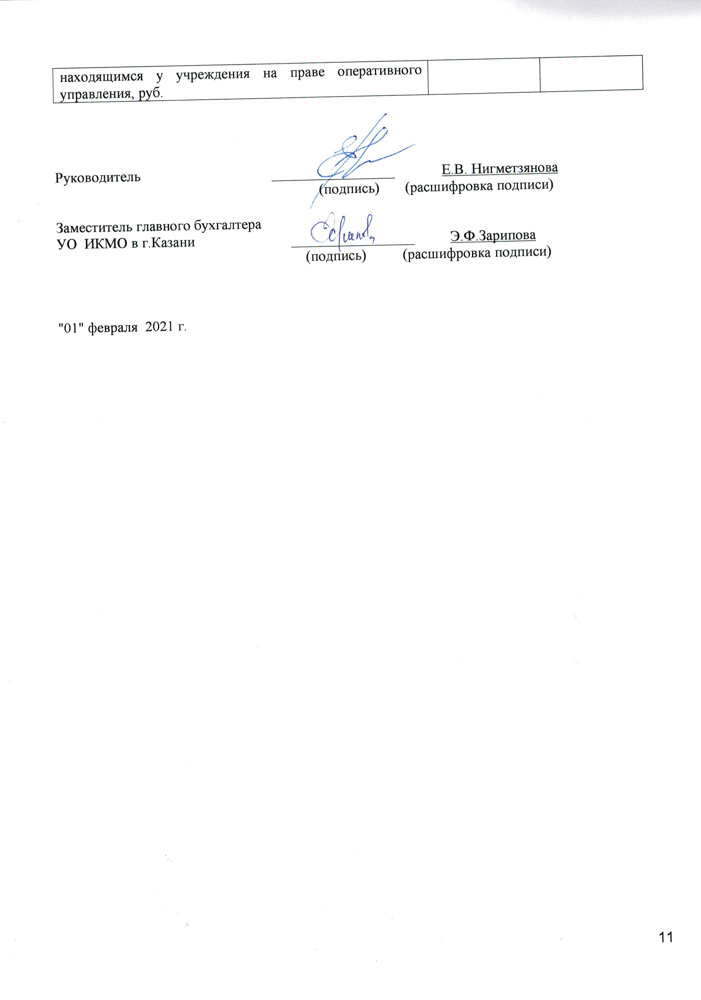 находящимся у учреждения на праве оперативного
управления, руб.
Руководитель
Е.В. Нигметзянова
(подпись) (расшифровка подписи)
Заместитель главного бухгалтера
УО ИКМО в г.Казани
Э.Ф.Зарипова
(подпись) (расшифровка подписи)
"01" февраля 2021 г.
11